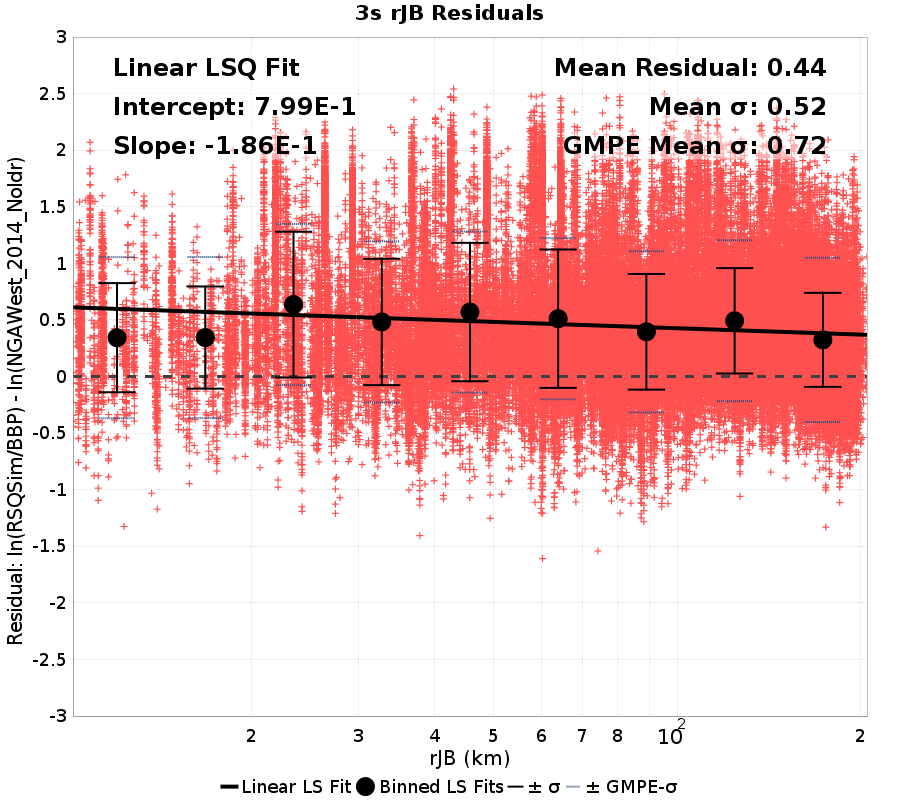 3s rJB Residuals
Linear LSQ Fit
Intercept: 7.99E-1
Slope: -1.86E-1
Mean Residual: 0.44
Mean σ: 0.52
GMPE Mean σ: 0.72
Residual: ln(RSQSim/BBP) - ln(NGAWest_2014_NoIdr)
3
2.5
2
1.5
1
0.5
0
-0.5
-1
-1.5
-2
-2.5
-3
2 3 4 5 6 7 8 10² 2
rJB (km)
Linear LS Fit Binned LS Fits ± σ ± GMPE-σ